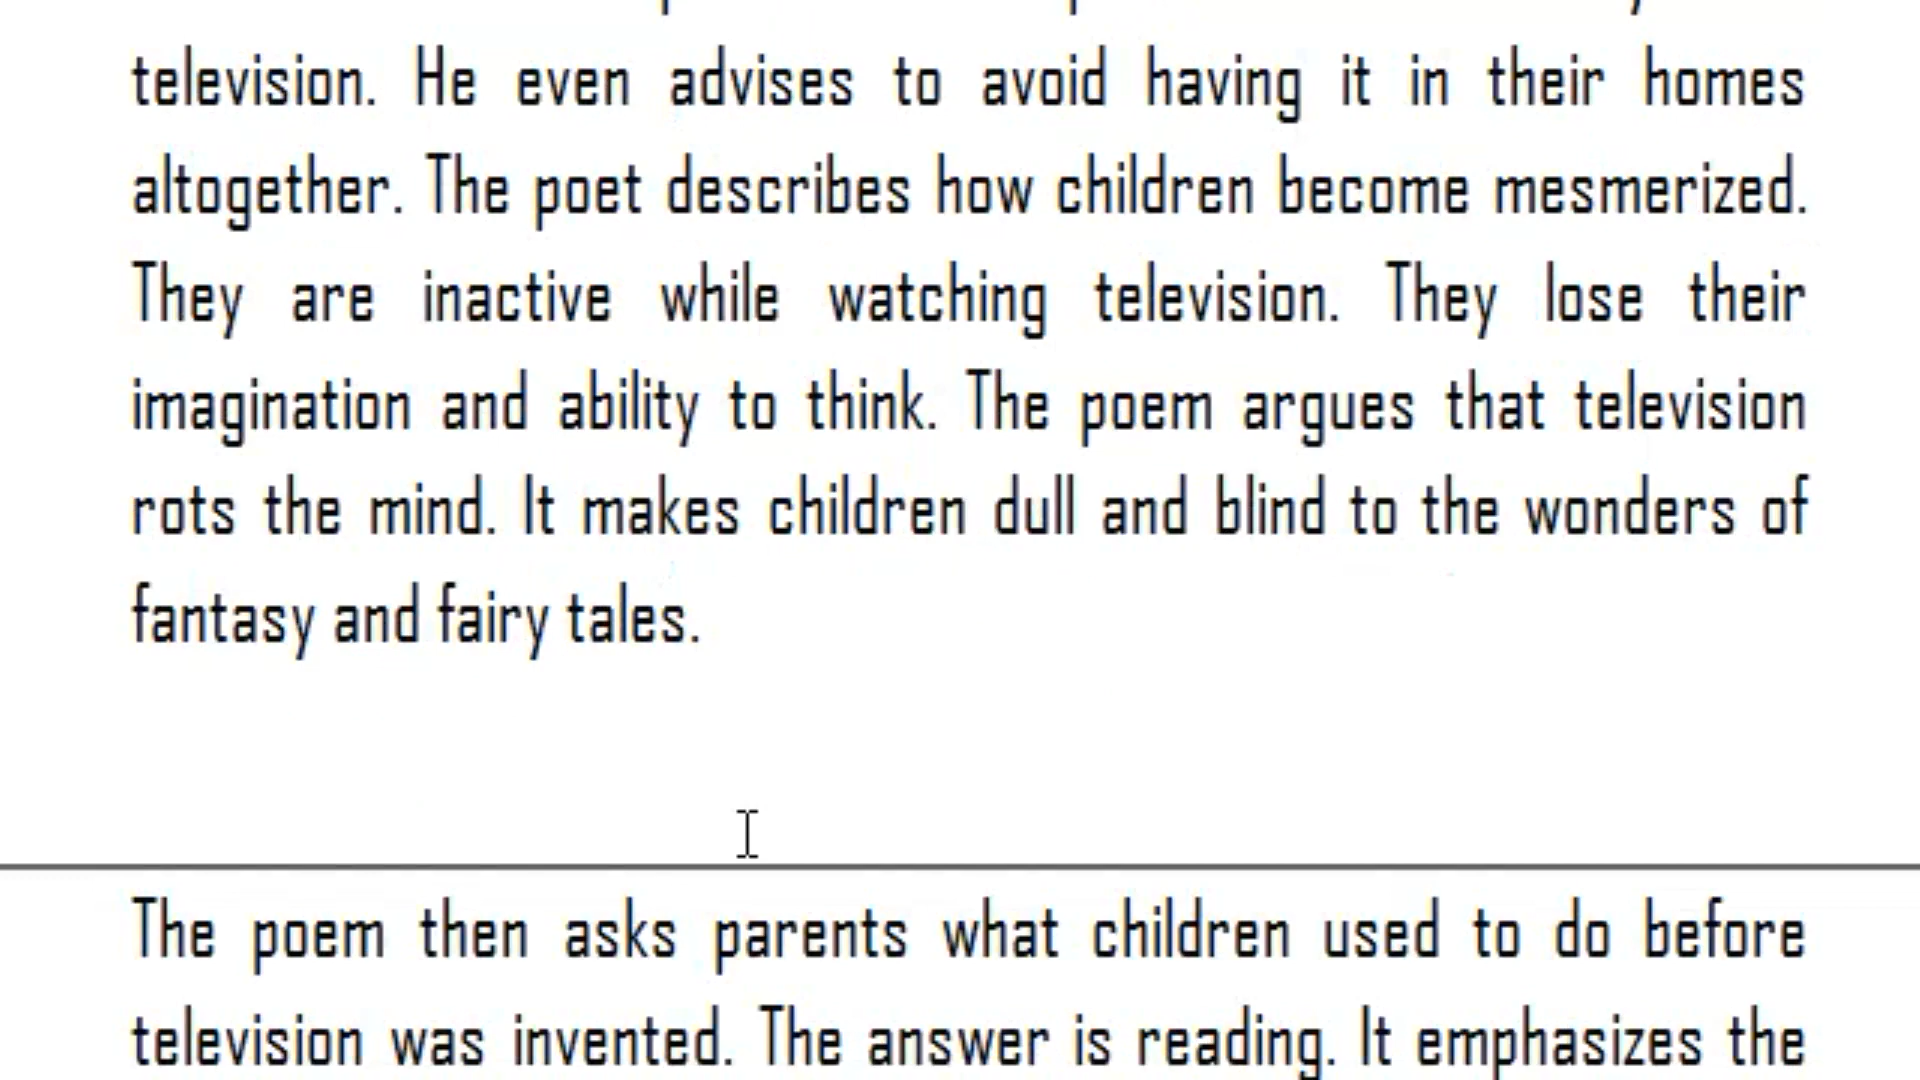 television. He even advises to avoid having it in their homes
altogether. The poet describes how children become mesmerized.
They are inactive while watching television. They lose their
imagination and ability to think. The poem argues that television
rots the mind. It makes children dull and blind to the wonders of
fantasy and fairy tales.
The poem then asks parents what children used to do before
television was invented. The answer is reading. It emphasizes the